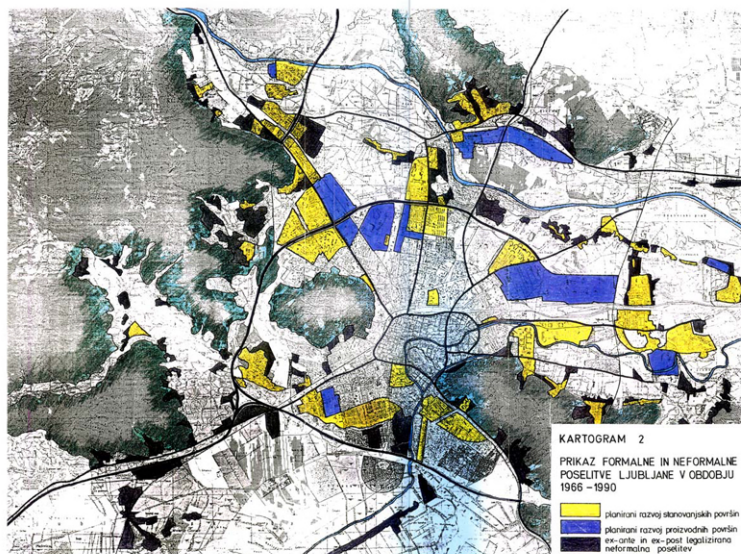 KARTOGRAM 2
PRIKAZ FORMALNE IN NEFORMALNE
POSELITVE LJUBLJANE V OBDOBJU
1966 - 1990
planirani razvoj stanovanjskih površin
planirani razvoj proizvodnih površin
ex-ante in ex-post legalizirana
neformalna poselitev